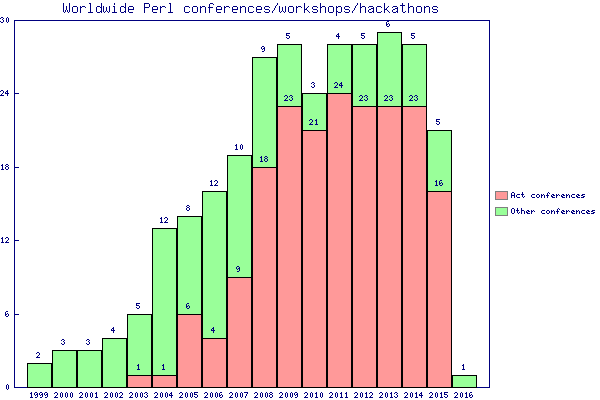 Worldwide Perl conferences/workshops/hackathons
30
24
18
12
6
0
2 3 3 4 5 12 8 12 10 9 5 3 4 5 6 5 5 1
1 1 6 4 9 18 23 21 24 23 23 23 16
1999 2000 2001 2002 2003 2004 2005 2006 2007 2008 2009 2010 2011 2012 2013 2014 2015 2016
Act conferences
Other conferences